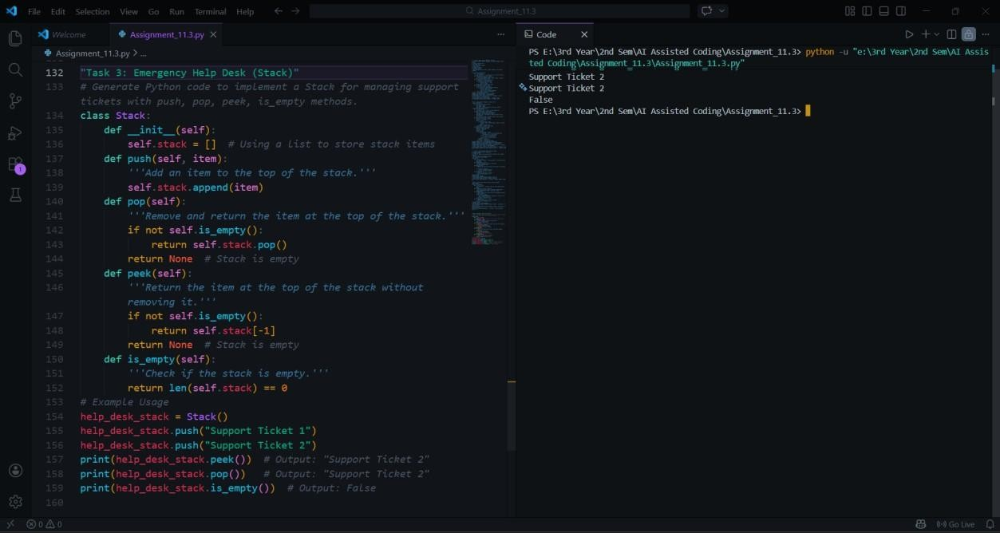 File Edit Selection View Go Run Terminal Help
Assignment_11.3
Welcome
Assignment_11.3.py
Assignment_11.3.py > ...
132 "Task 3: Emergency Help Desk (Stack)"
133 # Generate Python code to implement a Stack for managing support
tickets with push, pop, peek, is_empty methods.
134 class Stack:
135 def __init__(self):
136 self.stack = []  # Using a list to store stack items
137 def push(self, item):
138 '''Add an item to the top of the stack.'''
139 self.stack.append(item)
140 def pop(self):
141 '''Remove and return the item at the top of the stack.'''
142 if not self.is_empty():
143 return self.stack.pop()
144 return None  # Stack is empty
145 def peek(self):
146 '''Return the item at the top of the stack without
removing it.'''
147 if not self.is_empty():
148 return self.stack[-1]
149 return None  # Stack is empty
150 def is_empty(self):
151 '''Check if the stack is empty.'''
152 return len(self.stack) == 0
153 # Example Usage
154 help_desk_stack = Stack()
155 help_desk_stack.push("Support Ticket 1")
156 help_desk_stack.push("Support Ticket 2")
157 print(help_desk_stack.peek())  # Output: "Support Ticket 2"
158 print(help_desk_stack.pop())   # Output: "Support Ticket 2"
159 print(help_desk_stack.is_empty())  # Output: False
160
Code
PS E:\3rd Year\2nd Sem\AI Assisted Coding\Assignment_11.3> python -u "e:\3rd Year\2nd Sem\AI Assis
ted Coding\Assignment_11.3\Assignment_11.3.py"
Support Ticket 2
Support Ticket 2
False
PS E:\3rd Year\2nd Sem\AI Assisted Coding\Assignment_11.3>
1
0 0
Go Live